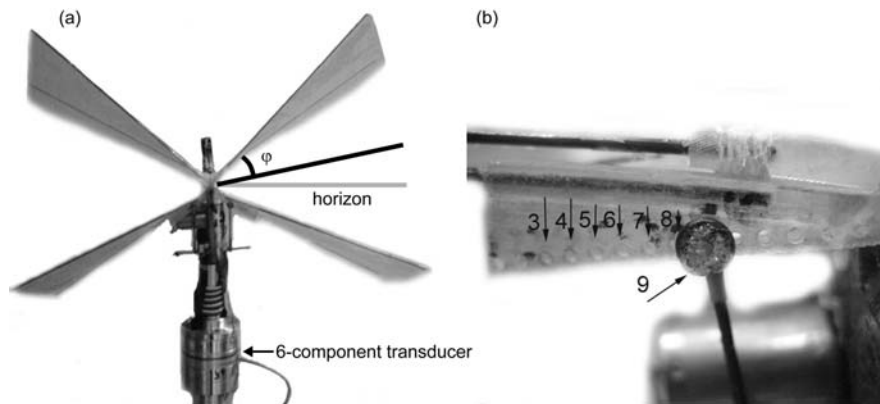 (a)
φ
horizon
6-component transducer
(b)
3 4 5 6 7 8
9